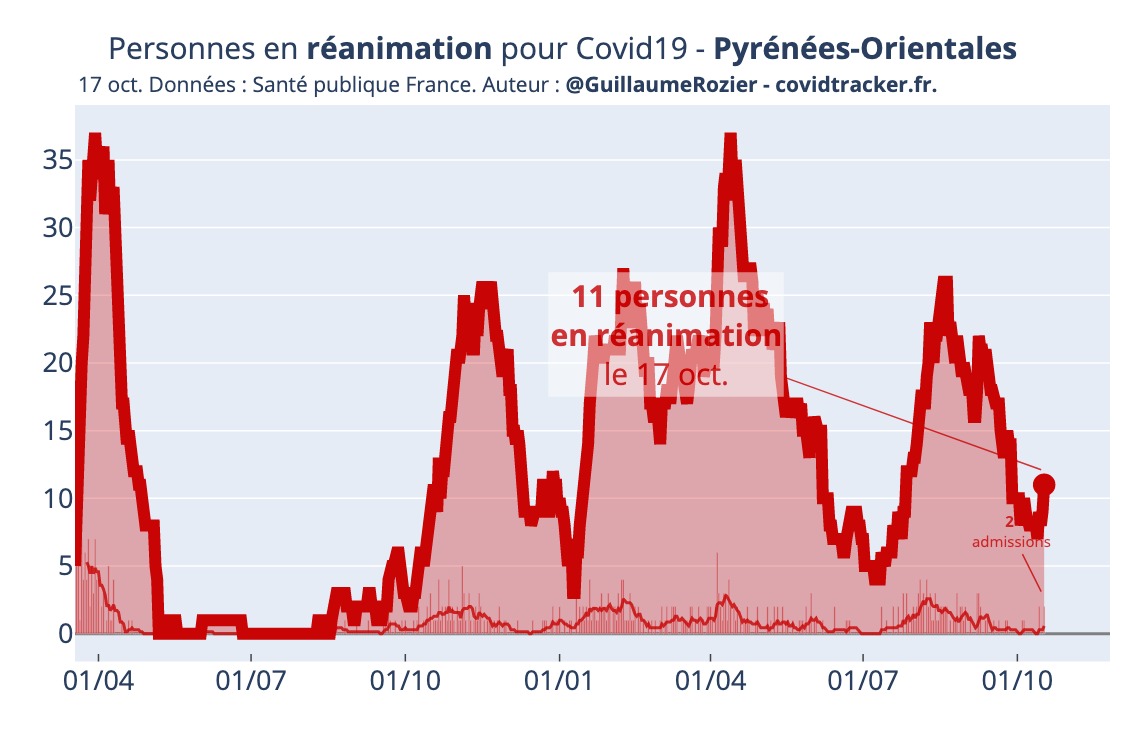 Personnes en réanimation pour Covid19 - Pyrénées-Orientales
17 oct. Données : Santé publique France. Auteur : @GuillaumeRozier - covidtracker.fr.
35
30
25
20
15
10
5
0
11 personnes
en réanimation
le 17 oct.
2
admissions
01/04
01/07
01/10
01/01
01/04
01/07
01/10